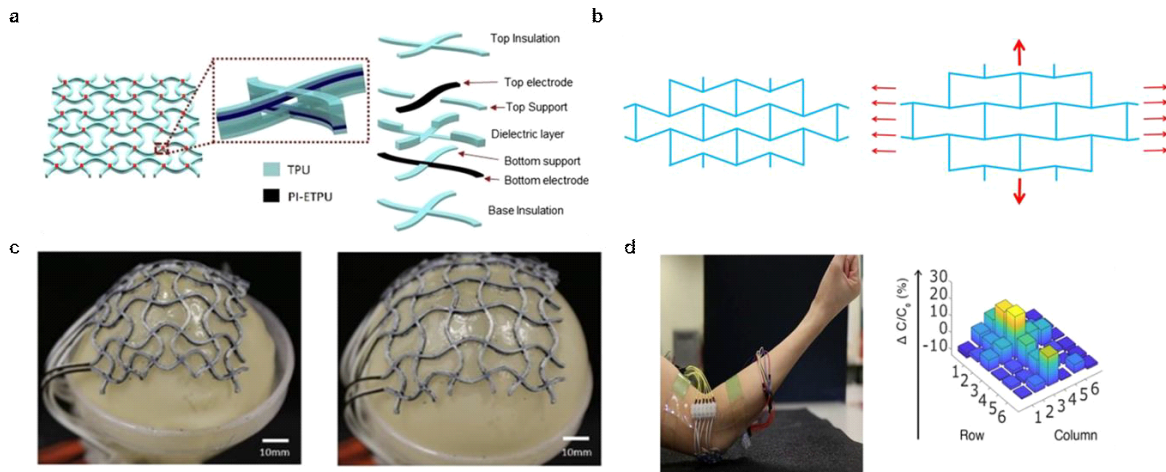 a
Top Insulation
Top electrode
Top Support
Dielectric layer
Bottom support
Bottom electrode
Base Insulation
TPU
PI-ETPU
b
c
10mm
10mm
d
Δ C/C₀ (%)
30
20
10
0
-10
1
2
3
4
5
6
Row
1
2
3
4
5
6
Column